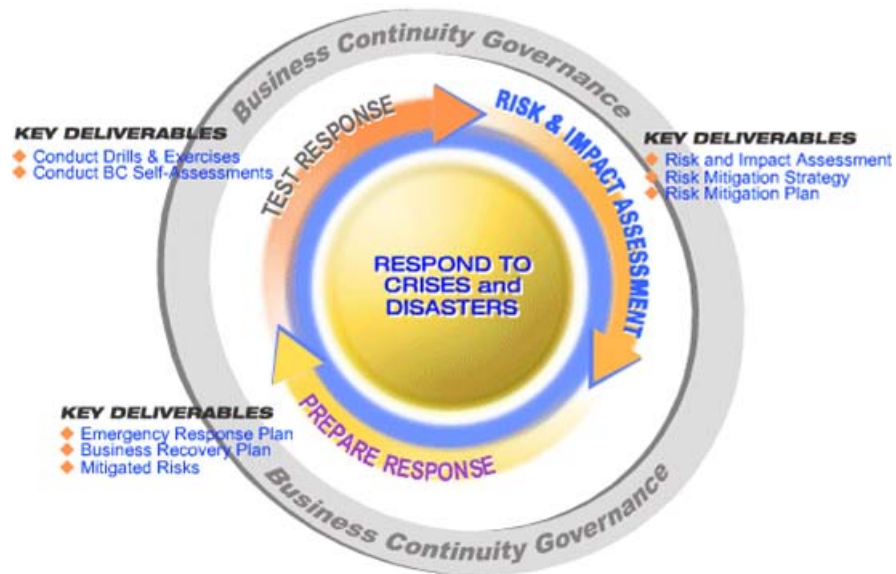 Business Continuity Governance
TEST RESPONSE
RISK & IMPACT ASSESSMENT
KEY DELIVERABLES
Conduct Drills & Exercises
Conduct BC Self-Assessments
KEY DELIVERABLES
Risk and Impact Assessment
Risk Mitigation Strategy
Risk Mitigation Plan
RESPOND TO
CRISES and
DISASTERS
KEY DELIVERABLES
Emergency Response Plan
Business Recovery Plan
Mitigated Risks
PREPARE RESPONSE
Business Continuity Governance